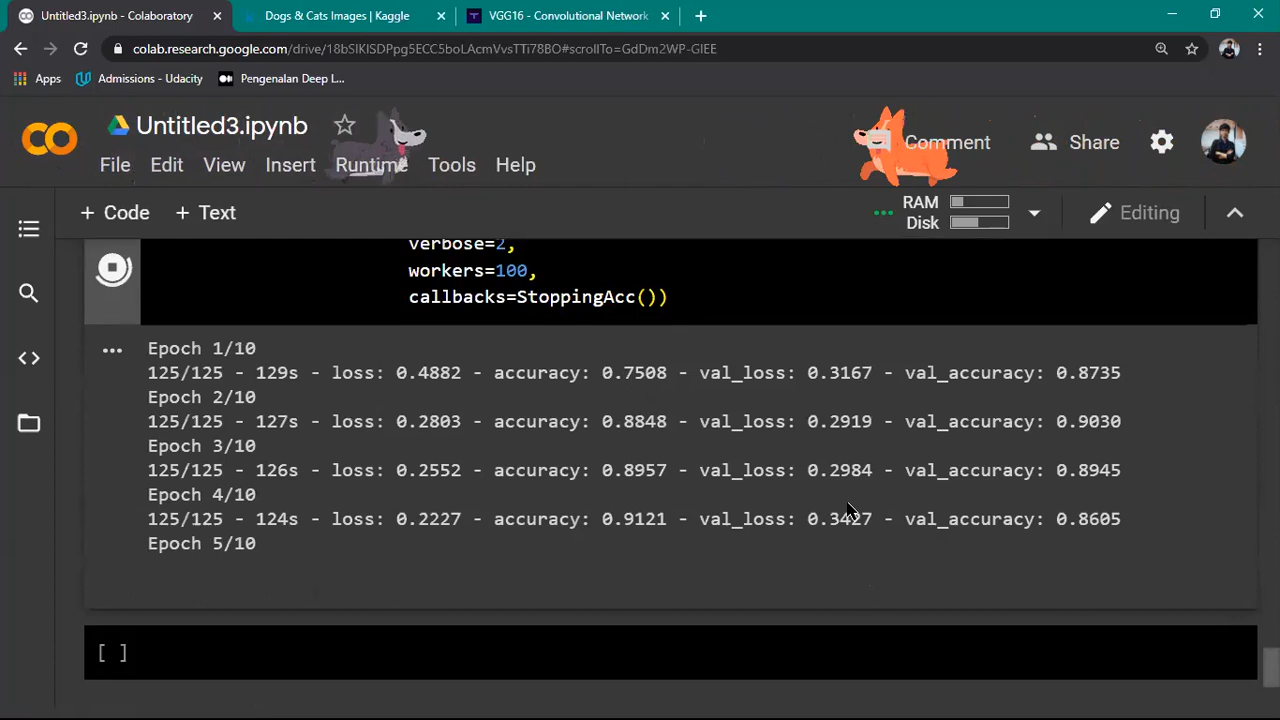 Untitled3.ipynb - Colaboratory
Dogs & Cats Images | Kaggle
VGG16 - Convolutional Network
colab.research.google.com/drive/18bSlKlSDPpg5ECC5boLAcmVvsTTi78BO#scrollTo=GdDm2WP-GlEE
Apps
Admissions - Udacity
Pengenalan Deep L...
Untitled3.ipynb
Comment
Share
File Edit View Insert Runtime Tools Help
+ Code + Text
RAM
Disk
Editing
verbose=2,
workers=100,
callbacks=StoppingAcc())
Epoch 1/10
125/125 - 129s - loss: 0.4882 - accuracy: 0.7508 - val_loss: 0.3167 - val_accuracy: 0.8735
Epoch 2/10
125/125 - 127s - loss: 0.2803 - accuracy: 0.8848 - val_loss: 0.2919 - val_accuracy: 0.9030
Epoch 3/10
125/125 - 126s - loss: 0.2552 - accuracy: 0.8957 - val_loss: 0.2984 - val_accuracy: 0.8945
Epoch 4/10
125/125 - 124s - loss: 0.2227 - accuracy: 0.9121 - val_loss: 0.3427 - val_accuracy: 0.8605
Epoch 5/10
[ ]